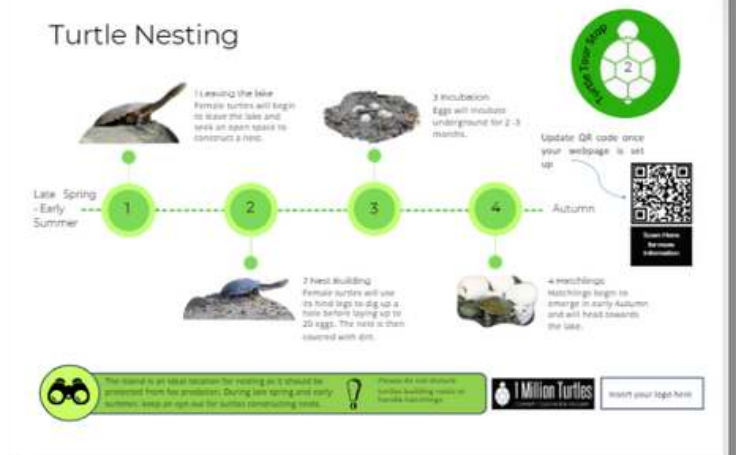 Turtle Nesting
Turtle Tour Stop
2
1 Leaving the lake
Female turtles will begin
to leave the lake and
seek an open space to
construct a nest.
3 Incubation
Eggs will incubate
underground for 2 -3
months.
Update QR code once
your webpage is set
up
Scan Here
for more
information
Late Spring
- Early
Summer
1
2
3
4
Autumn
2 Nest Building
Female turtles will use
its hind legs to dig up a
hole before laying up to
20 eggs. The nest is then
covered with dirt.
4 Hatchlings
Hatchlings begin to
emerge in early Autumn
and will head towards
the lake.
The island is an ideal location for nesting as it should be
protected from fox predation. During late spring and early
summer, keep an eye out for turtles constructing nests.
Please do not disturb
turtles building nests or
handle hatchlings
1 Million Turtles
Insert your logo here